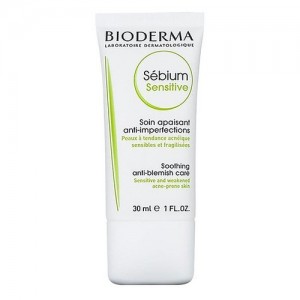 BIODERMA
LABORATOIRE DERMATOLOGIQUE
Sébium
Sensitive
Soin apaisant
anti-imperfections
Peaux à tendance acnéique
sensibles et fragilisées
Soothing
anti-blemish care
Sensitive and weakened
acne-prone skin
30 ml e 1 FL.OZ.